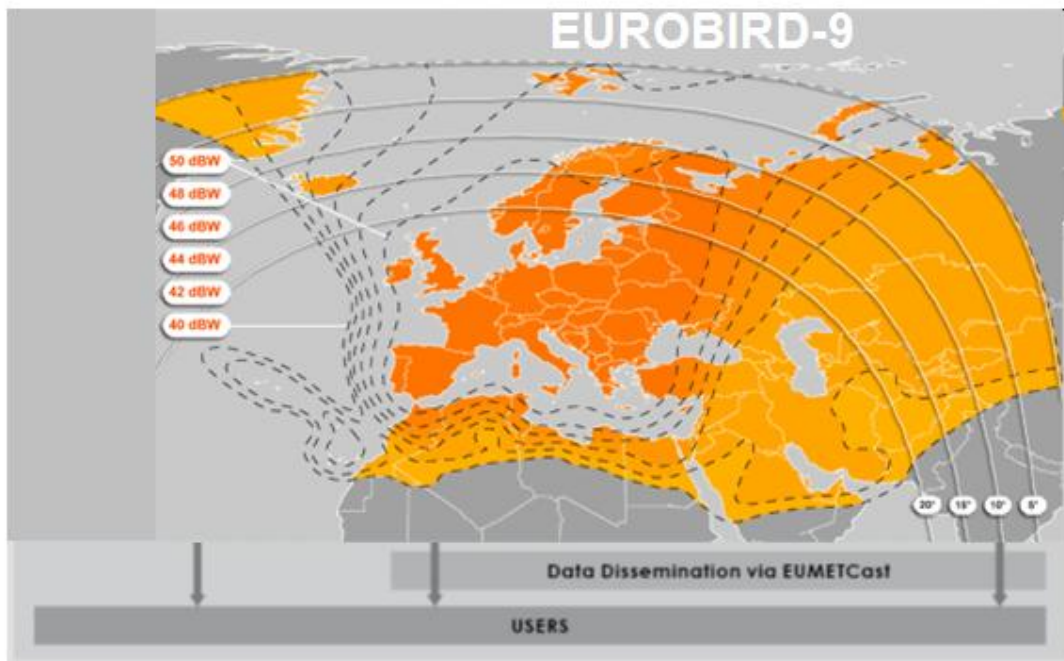 EUROBIRD-9
50 dBW
48 dBW
46 dBW
44 dBW
42 dBW
40 dBW
20° 15° 10° 5°
Data Dissemination via EUMETCast
USERS